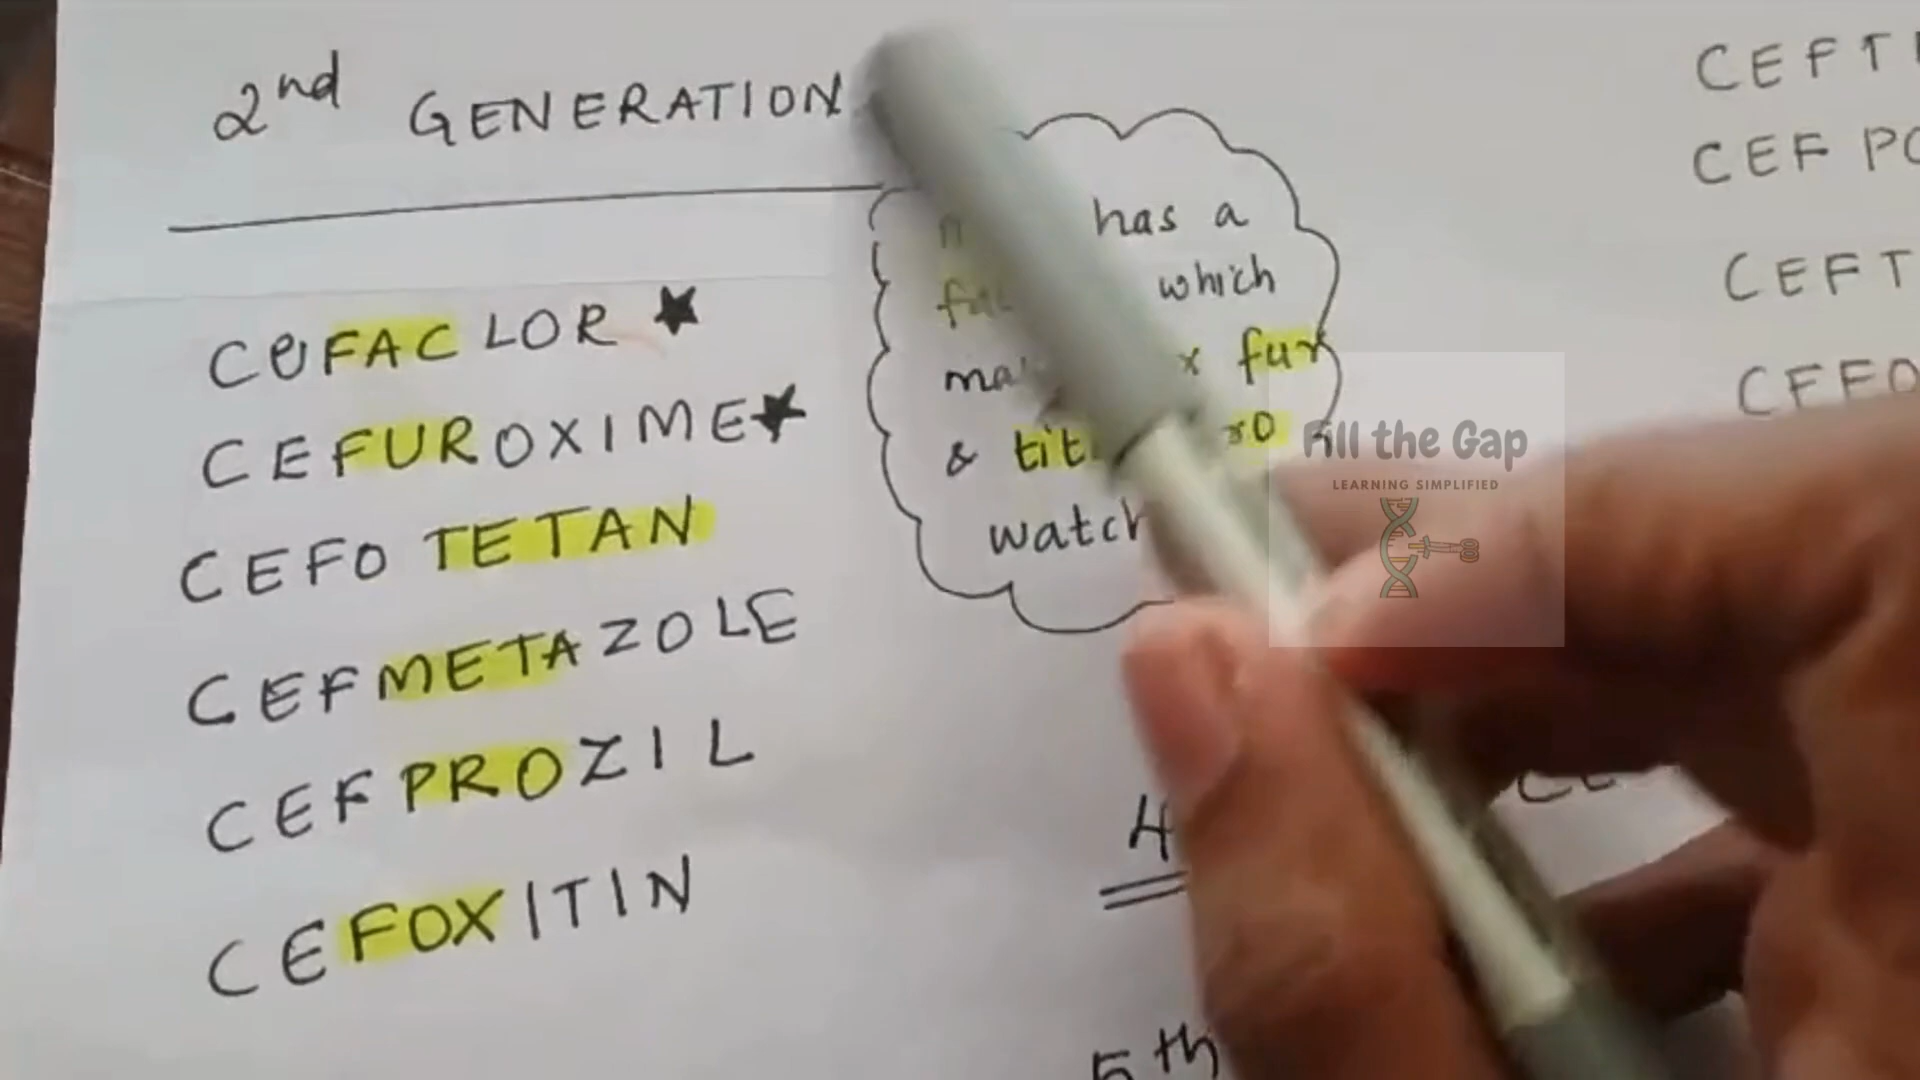 2nd GENERATION
CEFACLOR ★
CEFUROXIME ★
CEFOTETAN
CEFMETAZOLE
CEFPROZIL
CEFOXITIN
has a
which
fur
&
watch
4
5th
CEFT
CEF
CEFT
Fill the Gap
LEARNING SIMPLIFIED